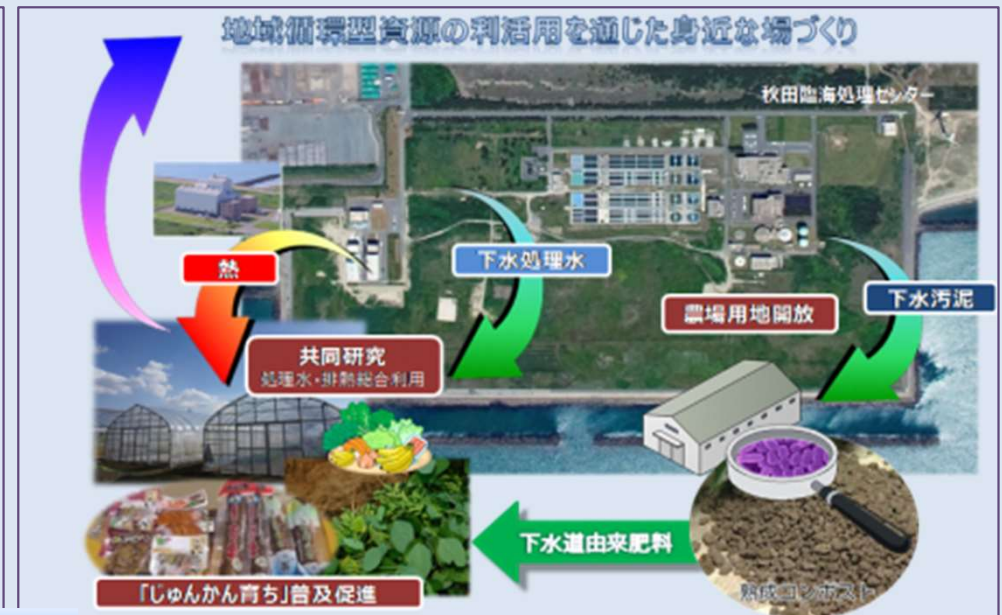 地域循環型資源の利活用を通じた身近な場づくり
秋田臨海処理センター
熱
下水処理水
下水汚泥
農場用地開放
共同研究
処理水・排熱総合利用
下水道由来肥料
「じゅんかん育ち」普及促進
熟成コンポスト